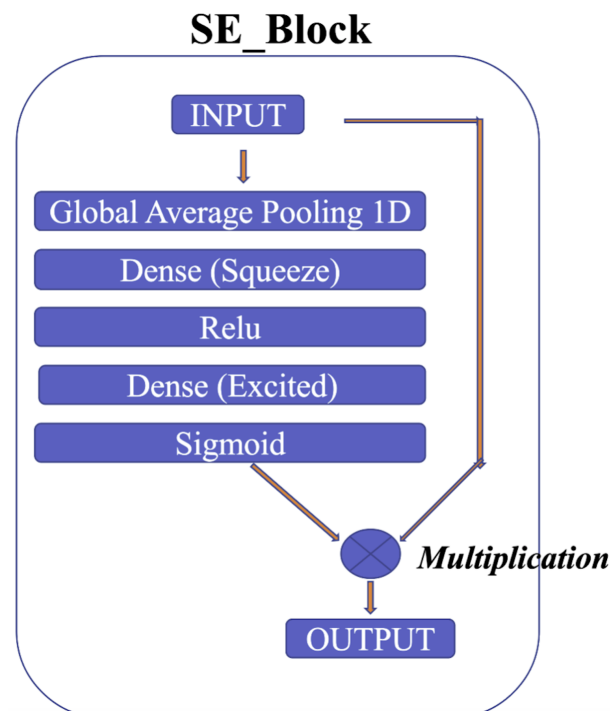 SE_Block
INPUT
Global Average Pooling 1D
Dense (Squeeze)
Relu
Dense (Excited)
Sigmoid
Multiplication
OUTPUT